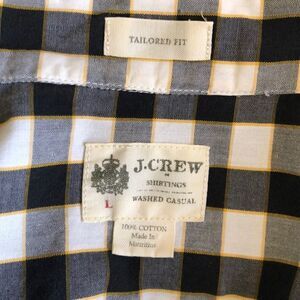 TAILORED FIT
J.CREW
SHIRTINGS
WASHED CASUAL
L
100% COTTON
Made In
Mauritius